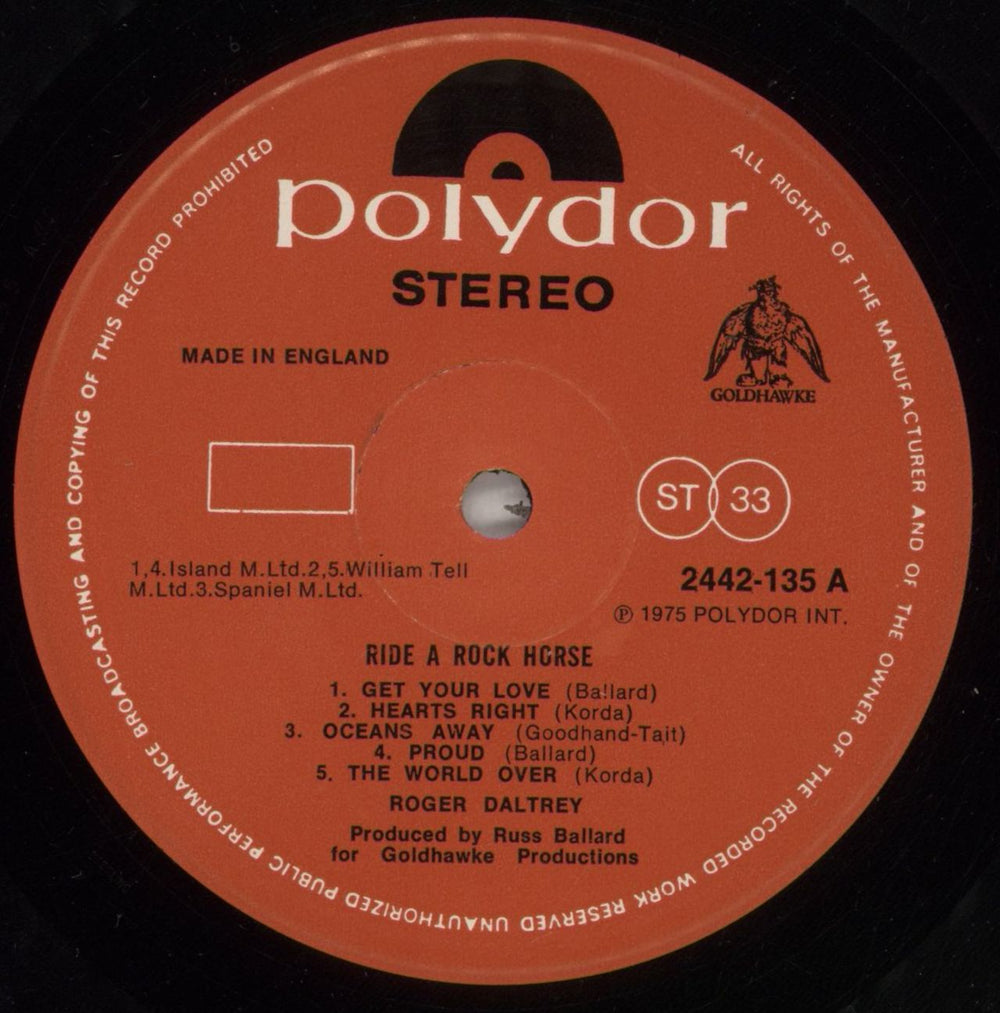 polydor
STEREO
MADE IN ENGLAND
GOLDHAWKE
ST 33
1,4.Island M.Ltd.2,5.William Tell
M.Ltd.3.Spaniel M.Ltd.
2442-135 A
℗ 1975 POLYDOR INT.
RIDE A ROCK HORSE
1. GET YOUR LOVE (Ballard)
2. HEARTS RIGHT (Korda)
3. OCEANS AWAY (Goodhand-Tait)
4. PROUD (Ballard)
5. THE WORLD OVER (Korda)
ROGER DALTREY
Produced by Russ Ballard
for Goldhawke Productions
ALL RIGHTS OF THE MANUFACTURER AND OF THE OWNER OF THE RECORDED WORK RESERVED UNAUTHORIZED PUBLIC PERFORMANCE BROADCASTING AND COPYING OF THIS RECORD PROHIBITED